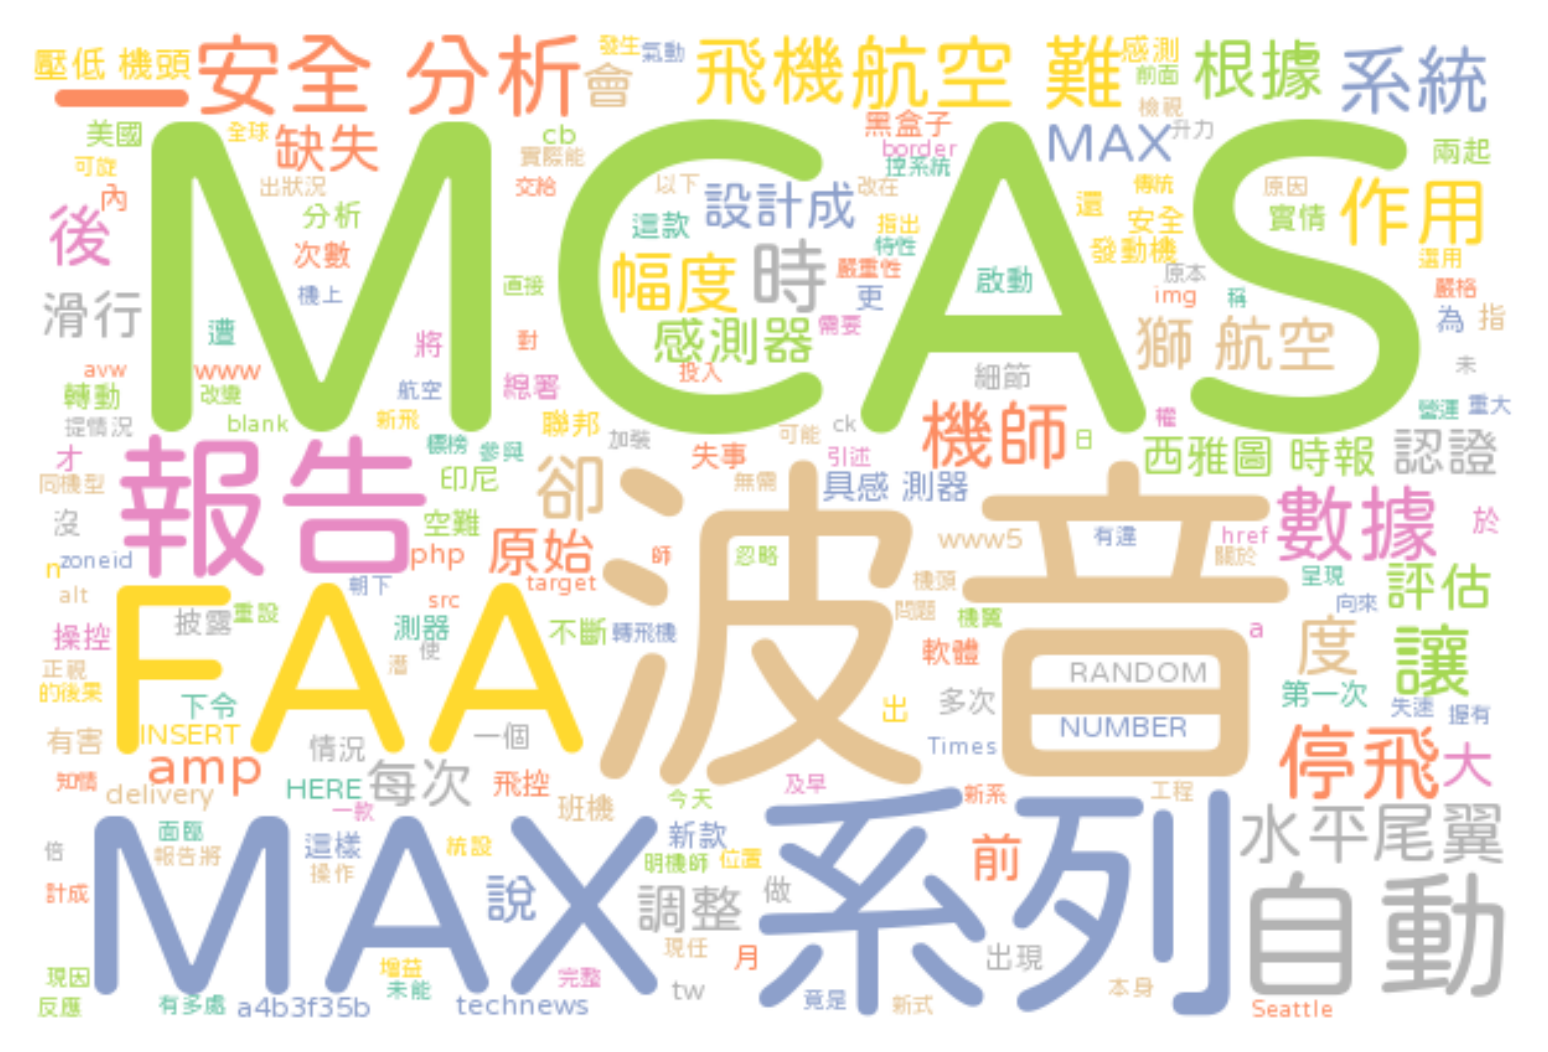 壓低 機頭 安全 分析 會 發生 氣動 飛機 航空 難 感測 前面 根據 系統
一 檢視
美國 全球 缺失 cb 黑盒子 MAX 升力 兩起
可旋 實際能 border 控系統
MCAS
內 出狀況 交給 以下 改在 傳統 原因
後 分析 這款 設計成 指出 還 安全 實情 作用
次數 特性 發動機 選用
機上 直接 幅度 時 嚴重性 更 啟動 原本 img 稱 嚴格
滑行 遭 將 對 感測器 需要 獅 航空 為 指
avw www 航空 總署 投入 細節 未
轉動 改變 新飛 聯邦 ck 權 營運 重大
提情況 blank 標榜 參與 加裝 可能 機師 日
才 報告 印尼 卻 失事 引述 西雅圖 時報 認證
同機型 無需 具感 測器
沒 空難 原始 波音 www5 有違 href 數據 於
zoneid php 師 忽略 關於
n 朝下 target 機頭 呈現 評估
alt FAA src 問題 機翼 向來
操控 披露 重設 測器 不斷 轉飛機 a 度 讓
正視 使 潛 軟體 RANDOM
的後果 下令 出 多次 NUMBER 第一次 失速 握有
有害 INSERT 情況 一個 Times 停飛 大
知情 amp HERE 每次 飛控 及早
delivery 一款 班機 今天 新系 工程
倍 面臨 這樣 統設 新款 水平尾翼
報告將 操作 明機師 位置 前
計成 MAX 系列 說 調整 做 自動
現任 月 出現
現因 增益 完整 本身
反應 有多處 a4b3f35b 未能 technews tw 竟是 新式 Seattle